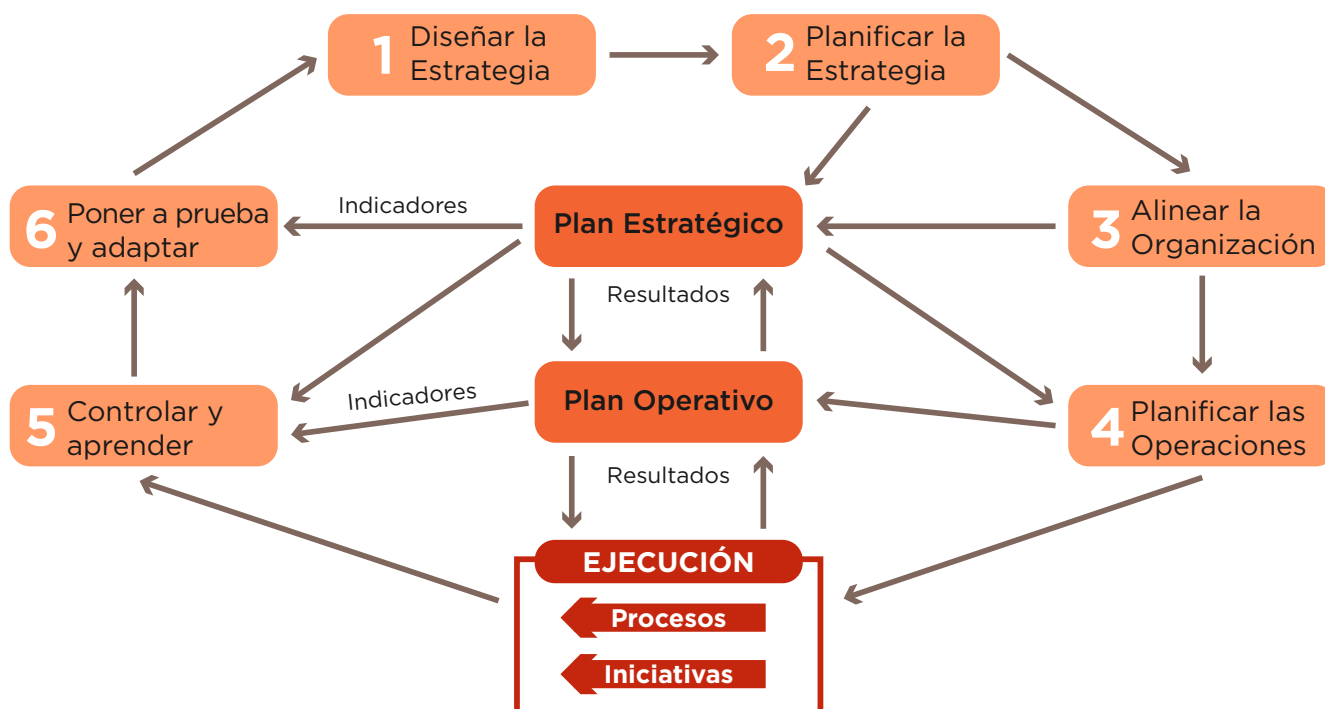 1 Diseñar la
Estrategia
2 Planificar la
Estrategia
6 Poner a prueba
y adaptar
Indicadores
Plan Estratégico
3 Alinear la
Organización
Resultados
5 Controlar y
aprender
Indicadores
Plan Operativo
4 Planificar las
Operaciones
Resultados
EJECUCIÓN
Procesos
Iniciativas